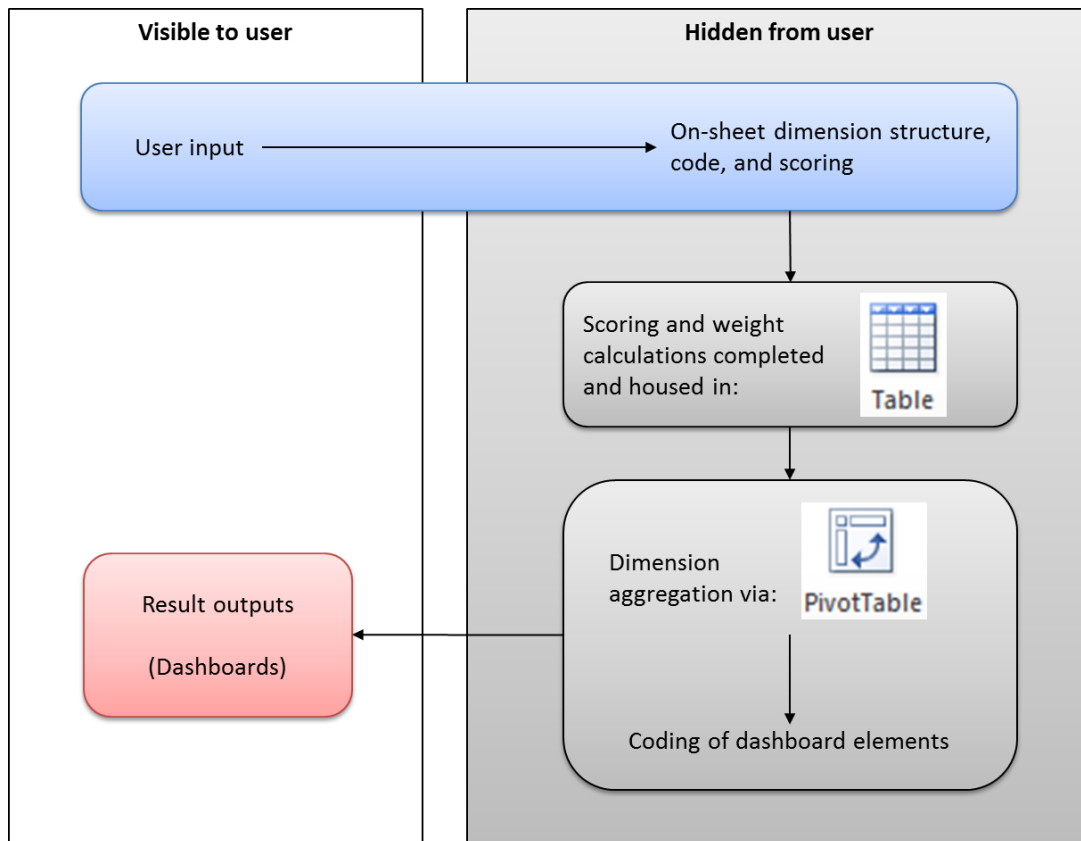 Visible to user
Hidden from user
User input
On-sheet dimension structure,
code, and scoring
Scoring and weight
calculations completed
and housed in:
Table
Dimension
aggregation via:
PivotTable
Result outputs
(Dashboards)
Coding of dashboard elements